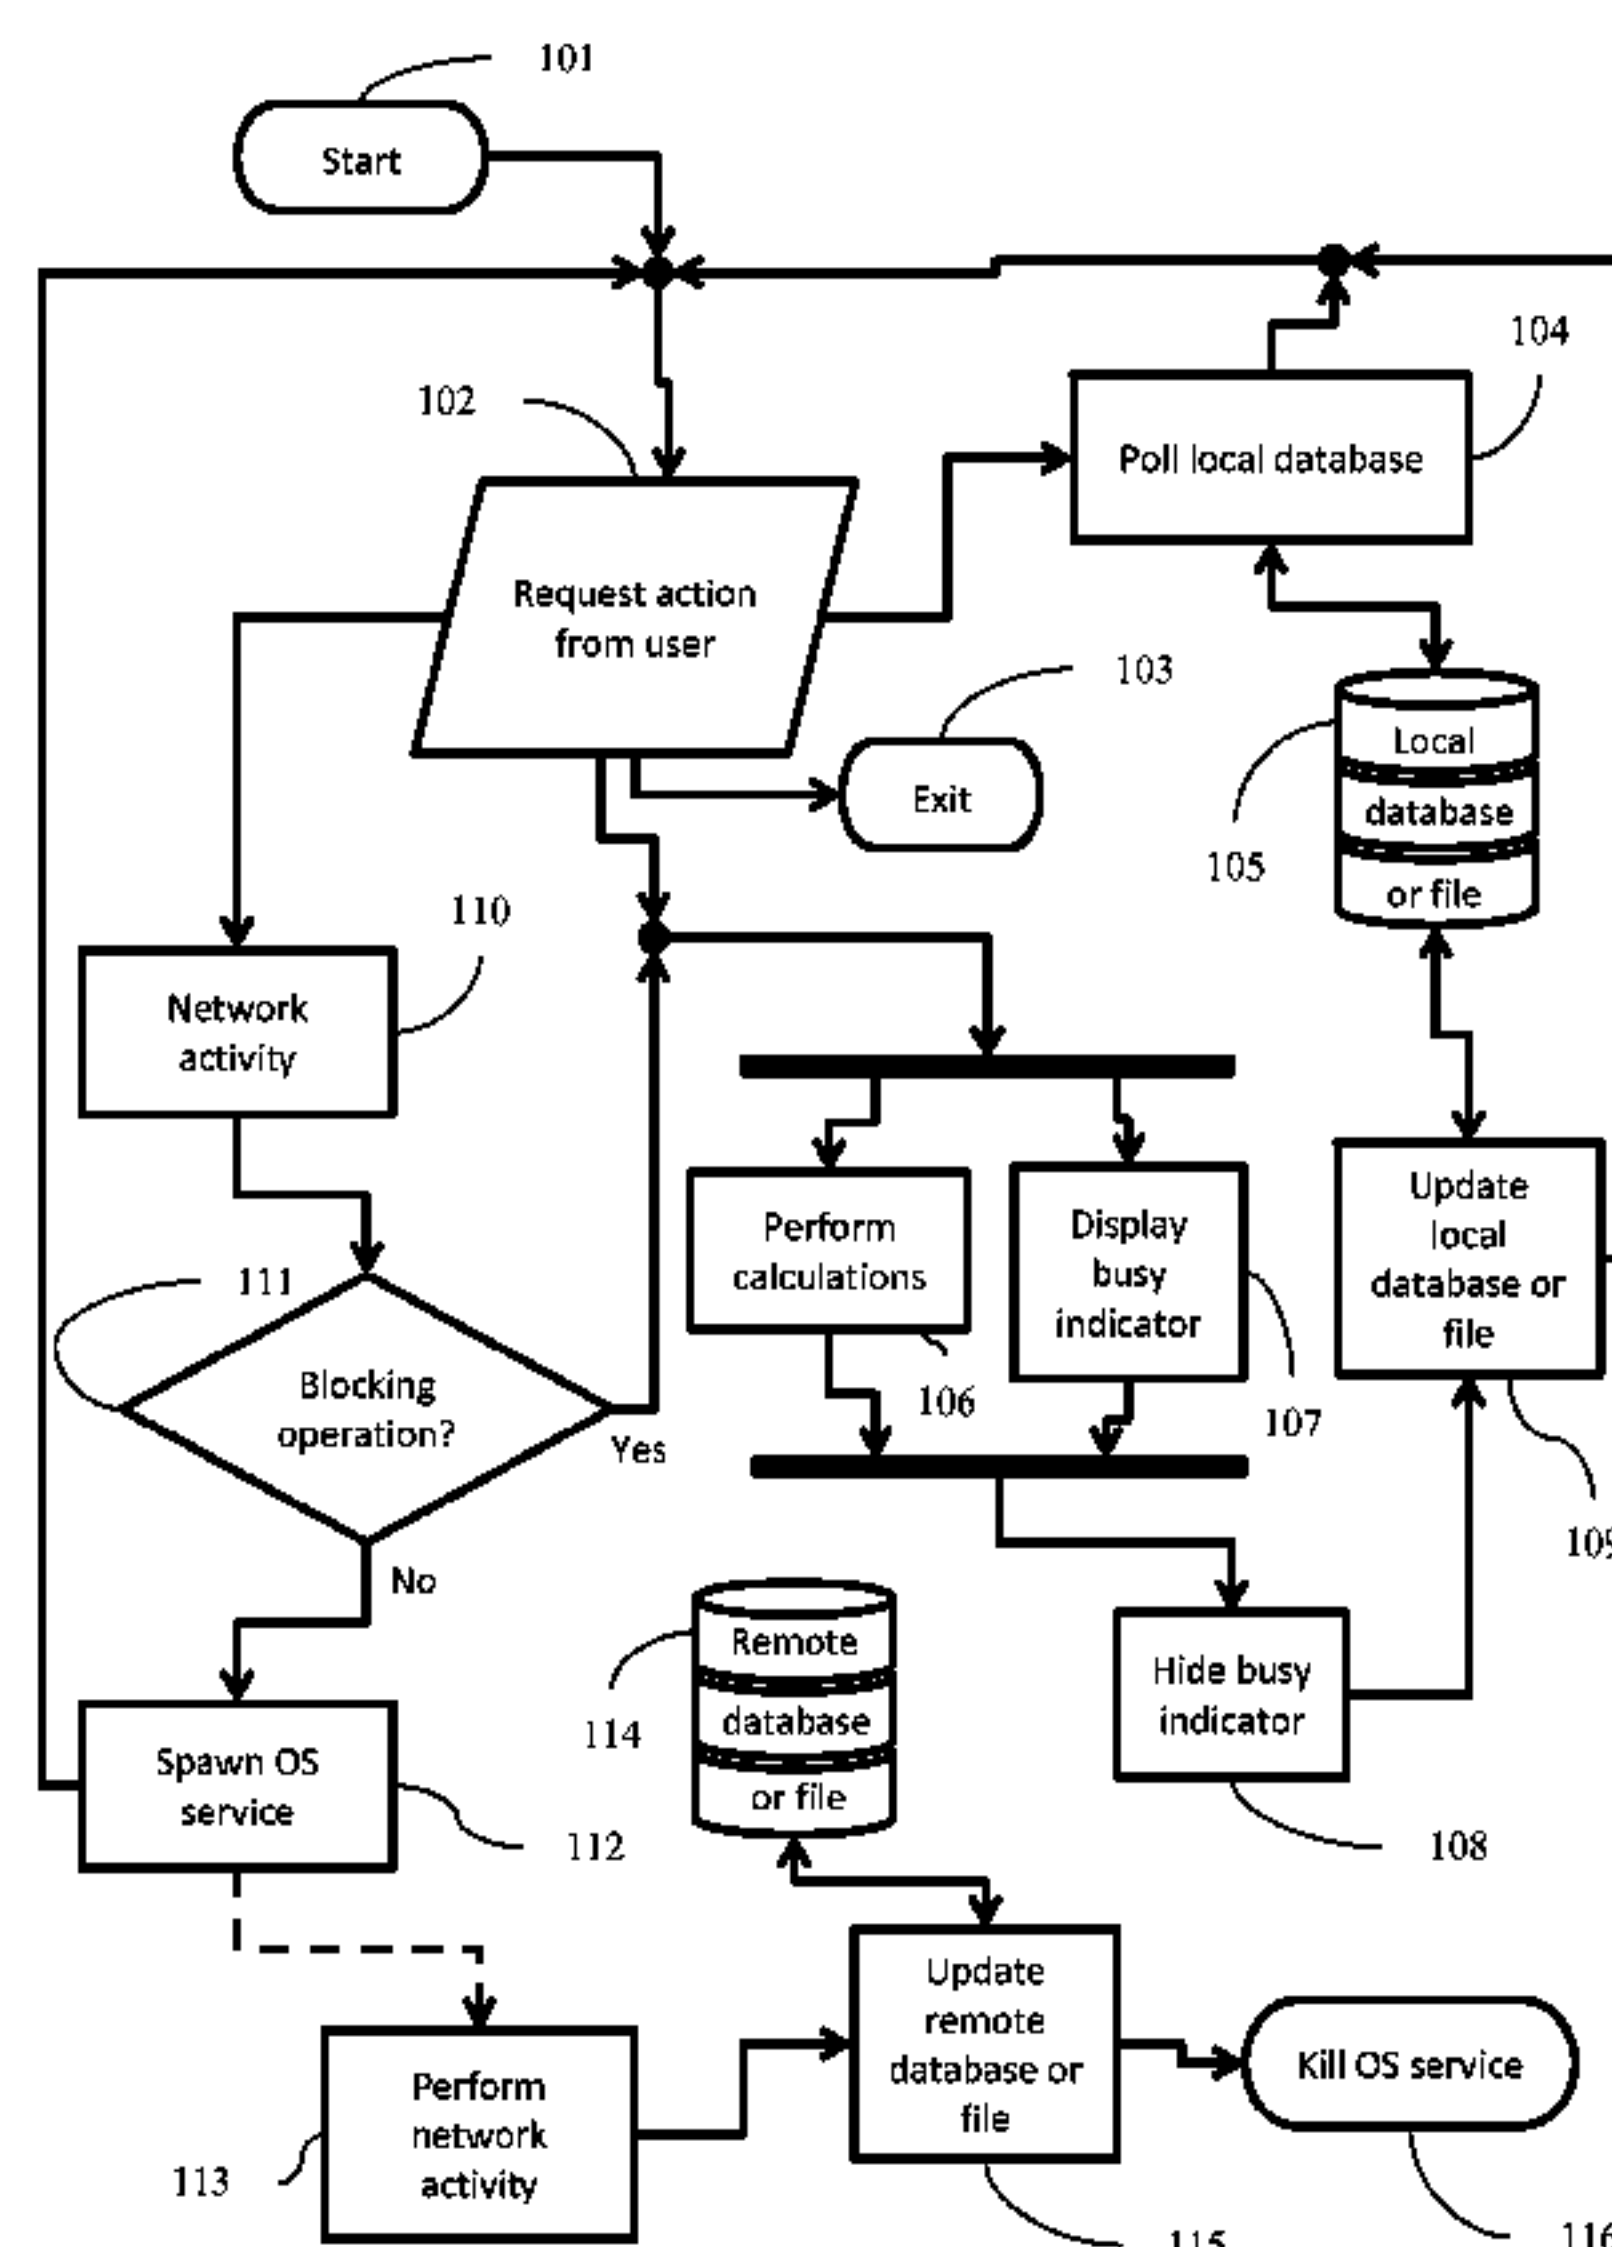 101
Start
104
102
Poll local database
Request action
from user
103
Exit
Local
database
or file
105
110
Network
activity
Perform
calculations
Display
busy
indicator
Update
local
database or
file
111
Blocking
operation?
Yes
106
107
No
Remote
database
or file
114
Hide busy
indicator
Spawn OS
service
112
108
Update
remote
database or
file
Kill OS service
Perform
network
activity
113